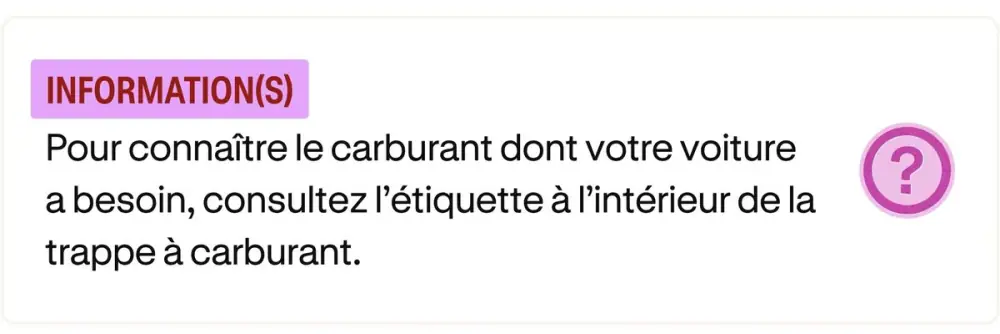 INFORMATION(S)
Pour connaître le carburant dont votre voiture
a besoin, consultez l’étiquette à l’intérieur de la
trappe à carburant.
?